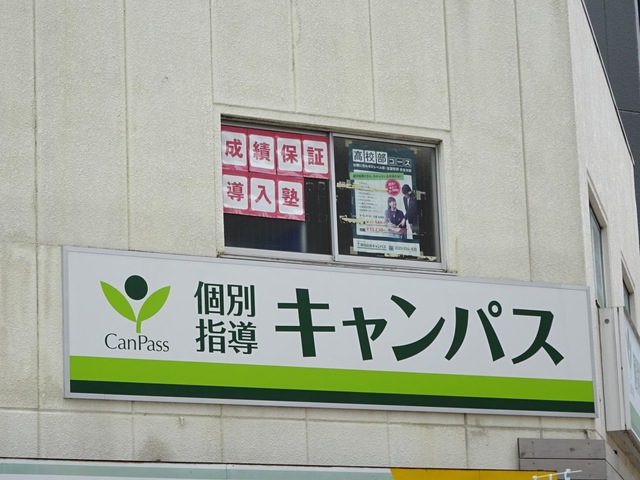 成績保証
導入塾
高校部コース
CanPass
個別
指導
キャンパス